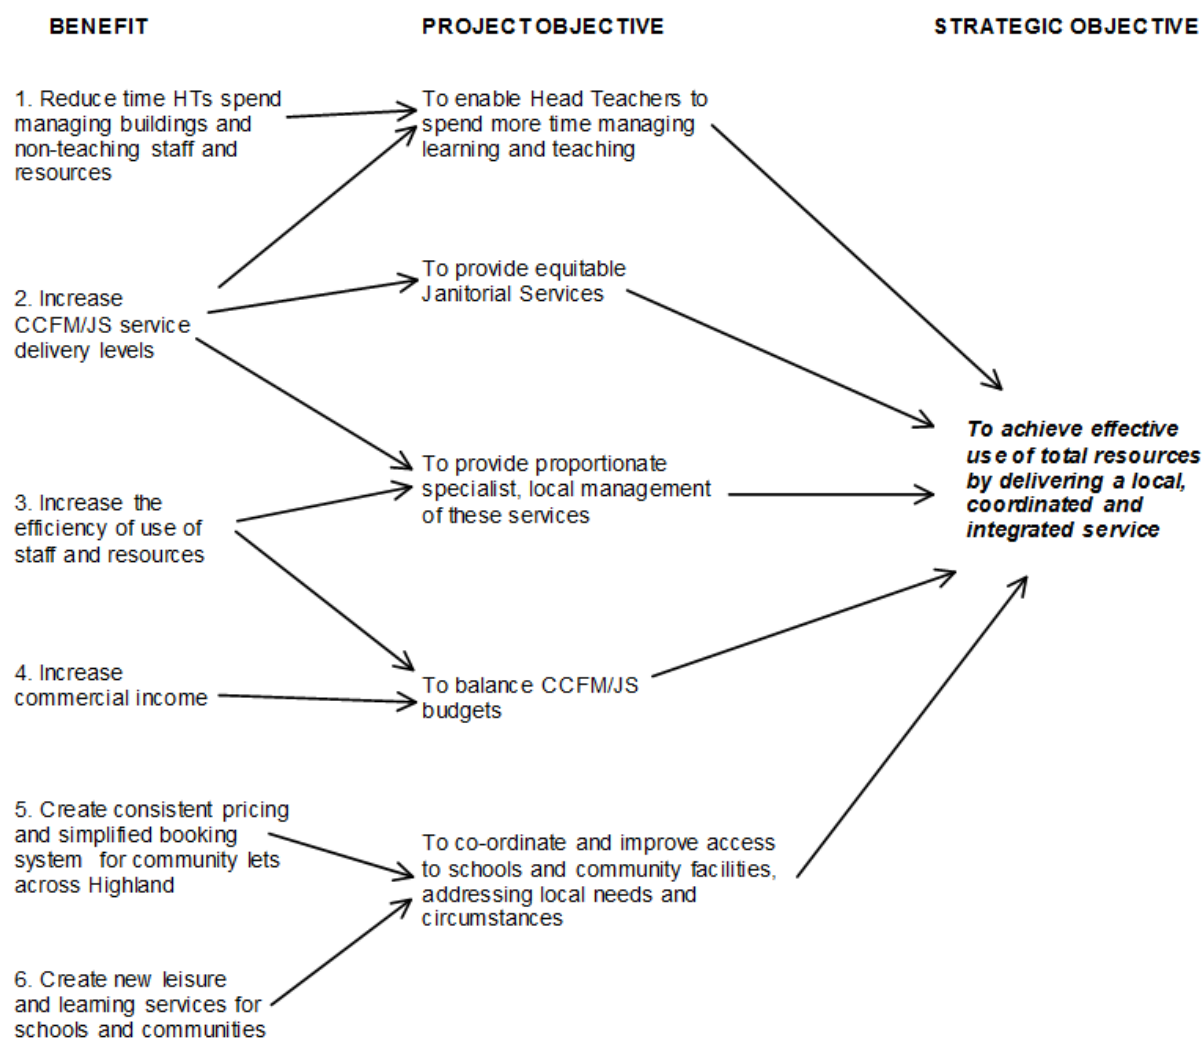 BENEFIT
PROJECT OBJECTIVE
STRATEGIC OBJECTIVE
1. Reduce time HTs spend
managing buildings and
non-teaching staff and
resources
To enable Head Teachers to
spend more time managing
learning and teaching
2. Increase
CCFM/JS service
delivery levels
To provide equitable
Janitorial Services
3. Increase the
efficiency of use of
staff and resources
To provide proportionate
specialist, local management
of these services
To achieve effective
use of total resources
by delivering a local,
coordinated and
integrated service
4. Increase
commercial income
To balance CCFM/JS
budgets
5. Create consistent pricing
and simplified booking
system for community lets
across Highland
To co-ordinate and improve access
to schools and community facilities,
addressing local needs and
circumstances
6. Create new leisure
and learning services for
schools and communities